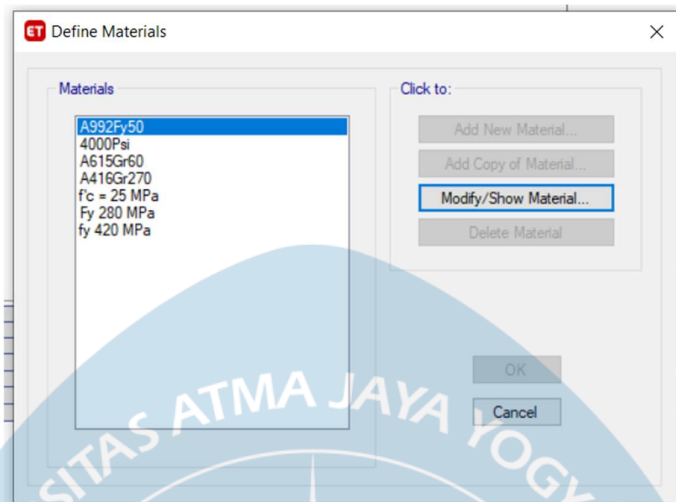 ET Define Materials
Materials
A992Fy50
4000Psi
A615Gr60
A416Gr270
f'c = 25 MPa
Fy 280 MPa
fy 420 MPa
Click to:
Add New Material...
Add Copy of Material...
Modify/Show Material...
Delete Material
OK
Cancel
SITAS ATMA JAYA YOGY